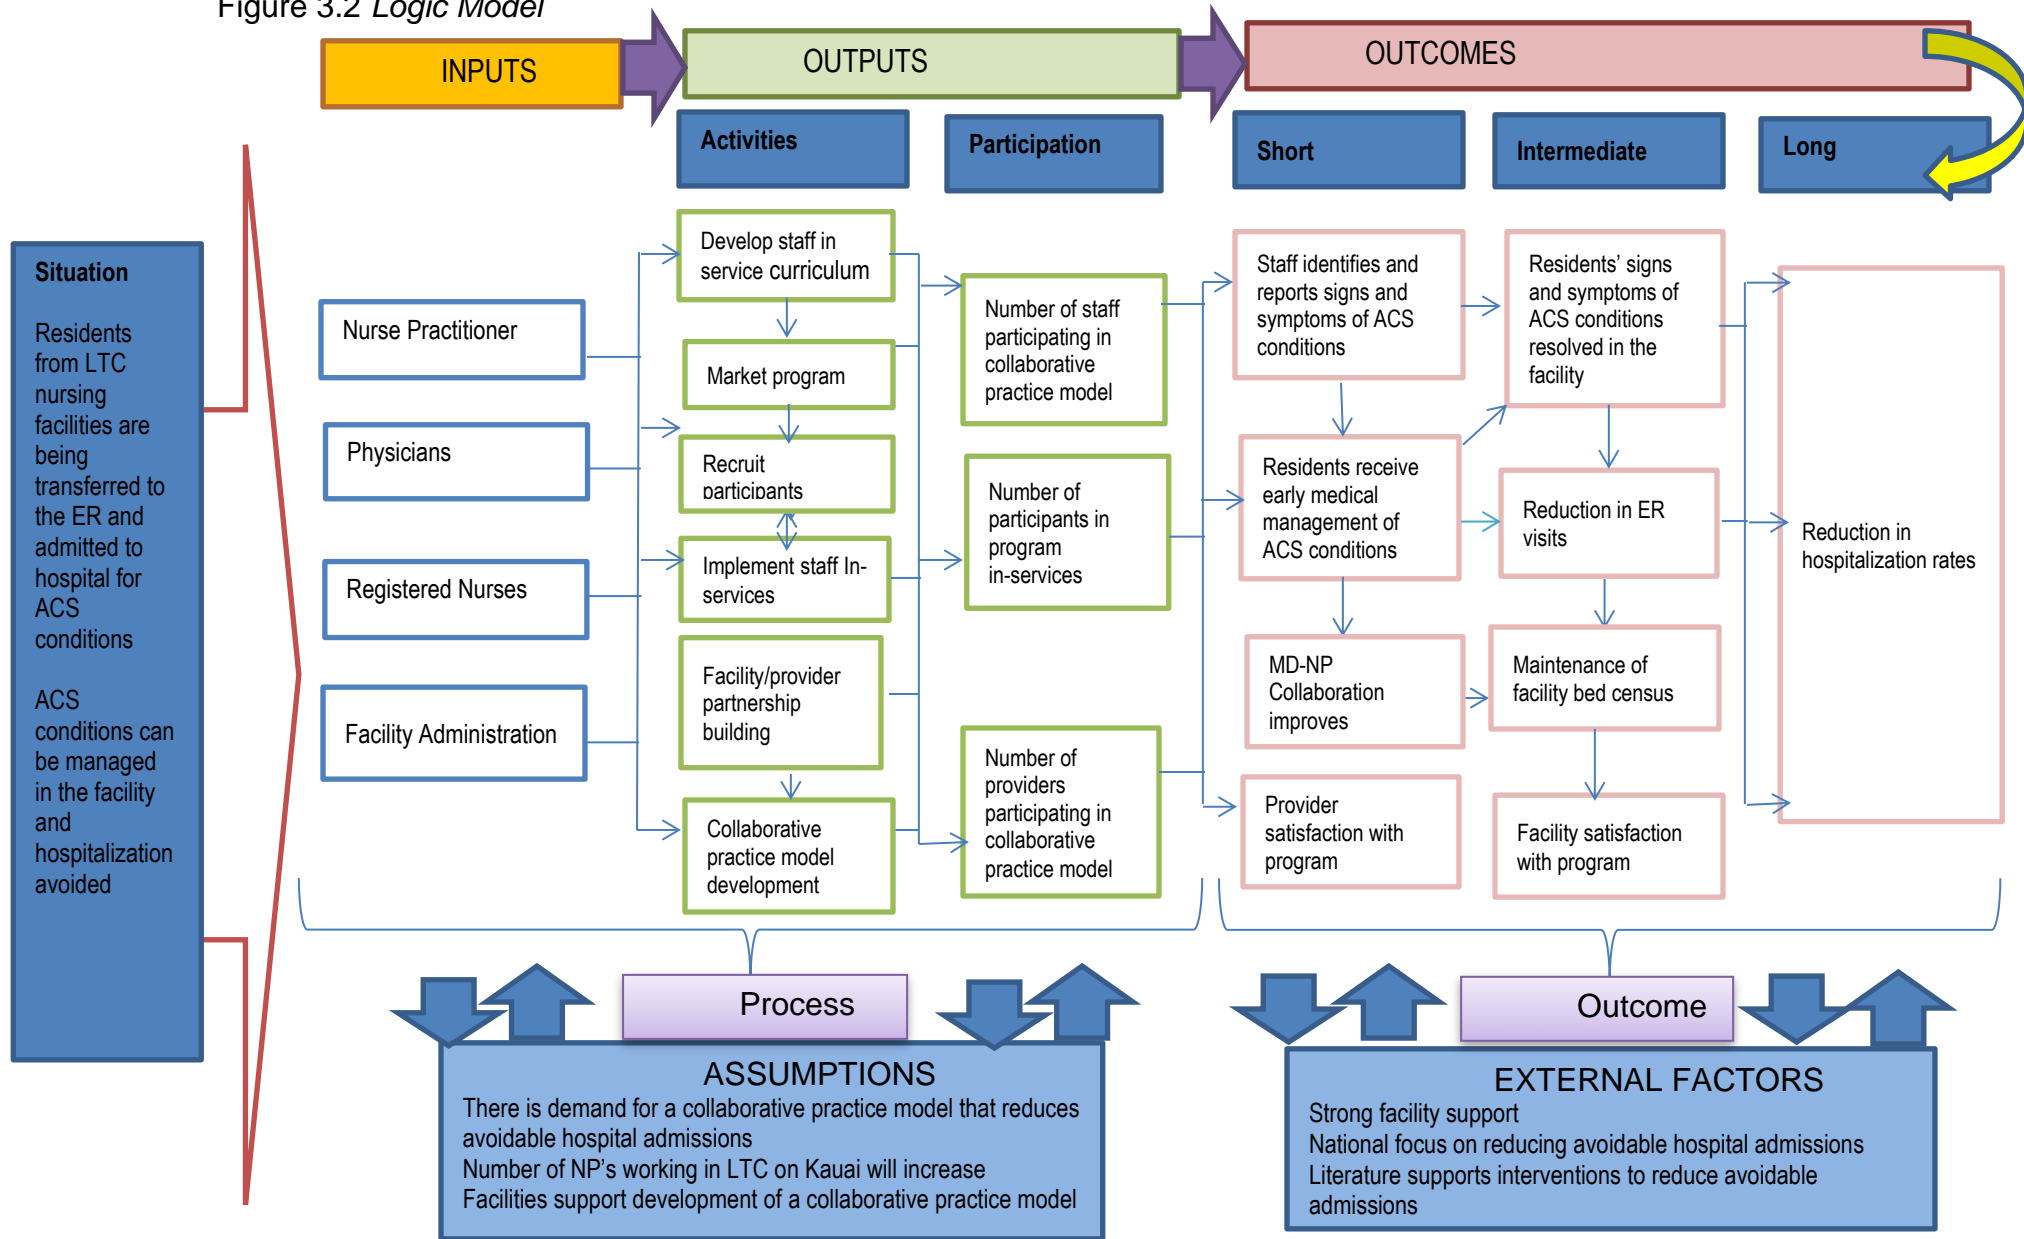 Figure 3.2 Logic Model
INPUTS
OUTPUTS
OUTCOMES
Activities
Participation
Short
Intermediate
Long
Situation
Residents
from LTC
nursing
facilities are
being
transferred to
the ER and
admitted to
hospital for
ACS
conditions
ACS
conditions can
be managed
in the facility
and
hospitalization
avoided
Nurse Practitioner
Physicians
Registered Nurses
Facility Administration
Develop staff in
service curriculum
Market program
Recruit
participants
Implement staff In-
services
Facility/provider
partnership
building
Collaborative
practice model
development
Number of staff
participating in
collaborative
practice model
Number of
participants in
program
in-services
Number of
providers
participating in
collaborative
practice model
Staff identifies and
reports signs and
symptoms of ACS
conditions
Residents receive
early medical
management of
ACS conditions
MD-NP
Collaboration
improves
Provider
satisfaction with
program
Residents’ signs
and symptoms of
ACS conditions
resolved in the
facility
Reduction in ER
visits
Maintenance of
facility bed census
Facility satisfaction
with program
Reduction in
hospitalization rates
Process
Outcome
ASSUMPTIONS
There is demand for a collaborative practice model that reduces
avoidable hospital admissions
Number of NP’s working in LTC on Kauai will increase
Facilities support development of a collaborative practice model
EXTERNAL FACTORS
Strong facility support
National focus on reducing avoidable hospital admissions
Literature supports interventions to reduce avoidable
admissions